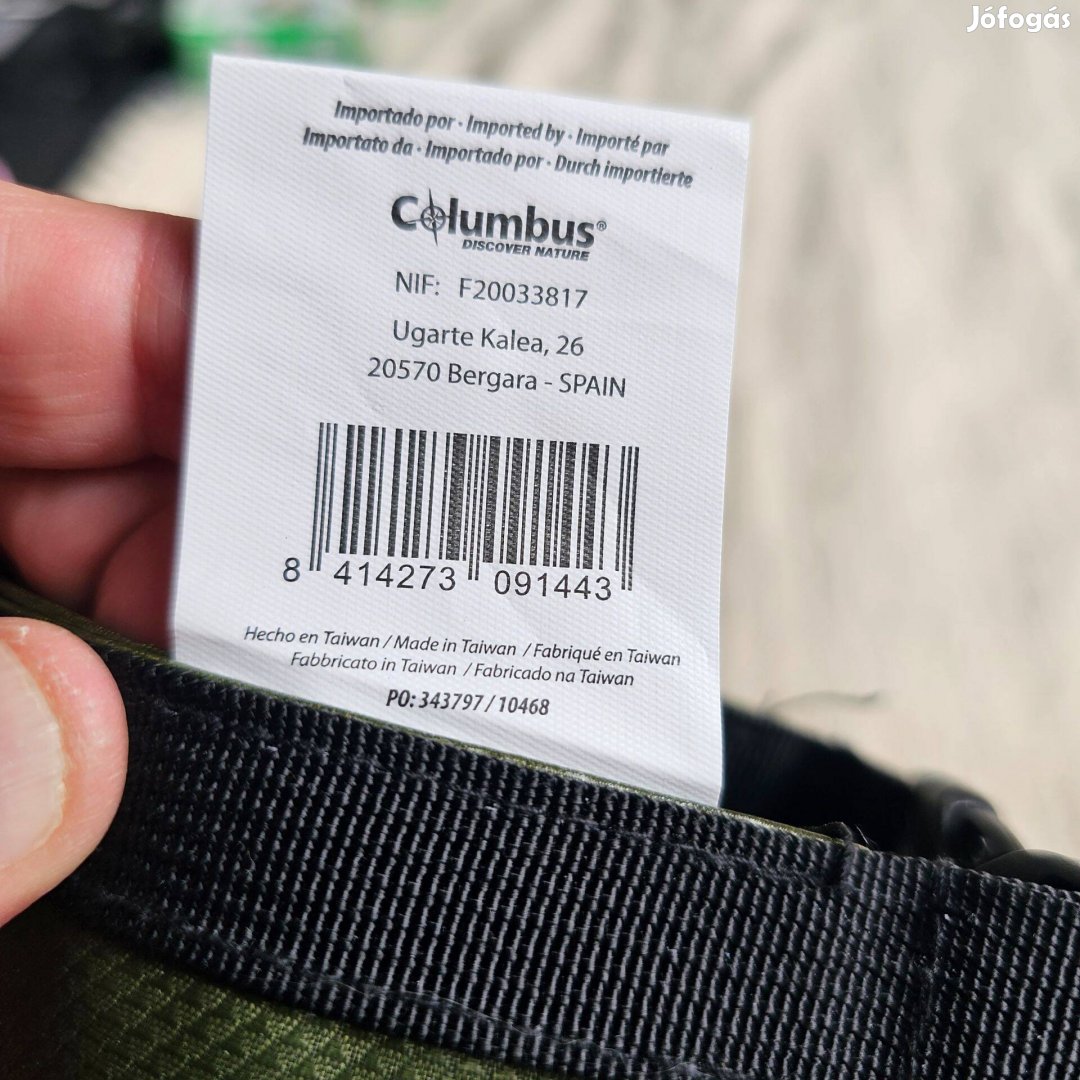 Jófogás
Importado por · Imported by · Importé par
Importato da · Importado por · Durch importierte
Columbus®
DISCOVER NATURE
NIF: F20033817
Ugarte Kalea, 26
20570 Bergara - SPAIN
8 414273 091443
Hecho en Taiwan / Made in Taiwan / Fabriqué en Taiwan
Fabbricato in Taiwan / Fabricado na Taiwan
PO: 343797 / 10468